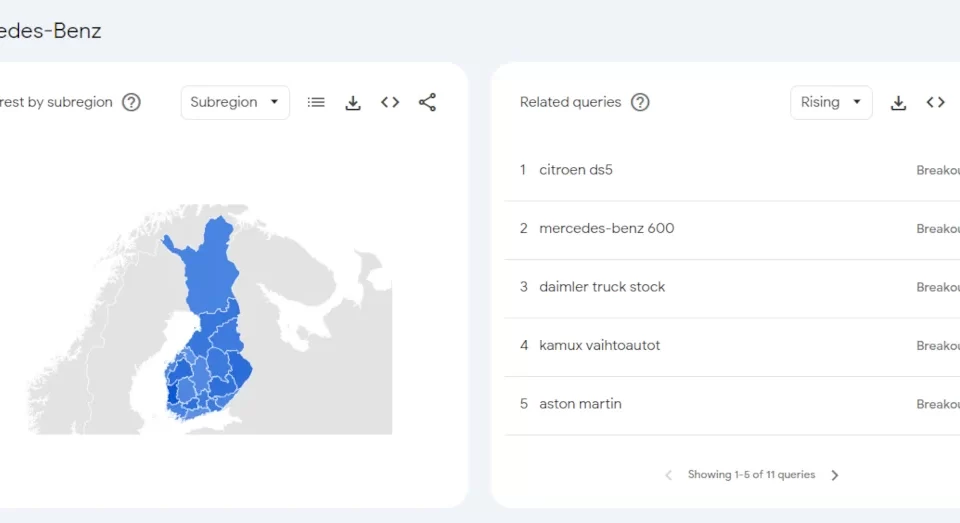 edes-Benz
rest by subregion
Subregion
Related queries
Rising
1 citroen ds5 Breakou
2 mercedes-benz 600 Breakou
3 daimler truck stock Breakou
4 kamux vaihtoautot Breakou
5 aston martin Breakou
Showing 1-5 of 11 queries